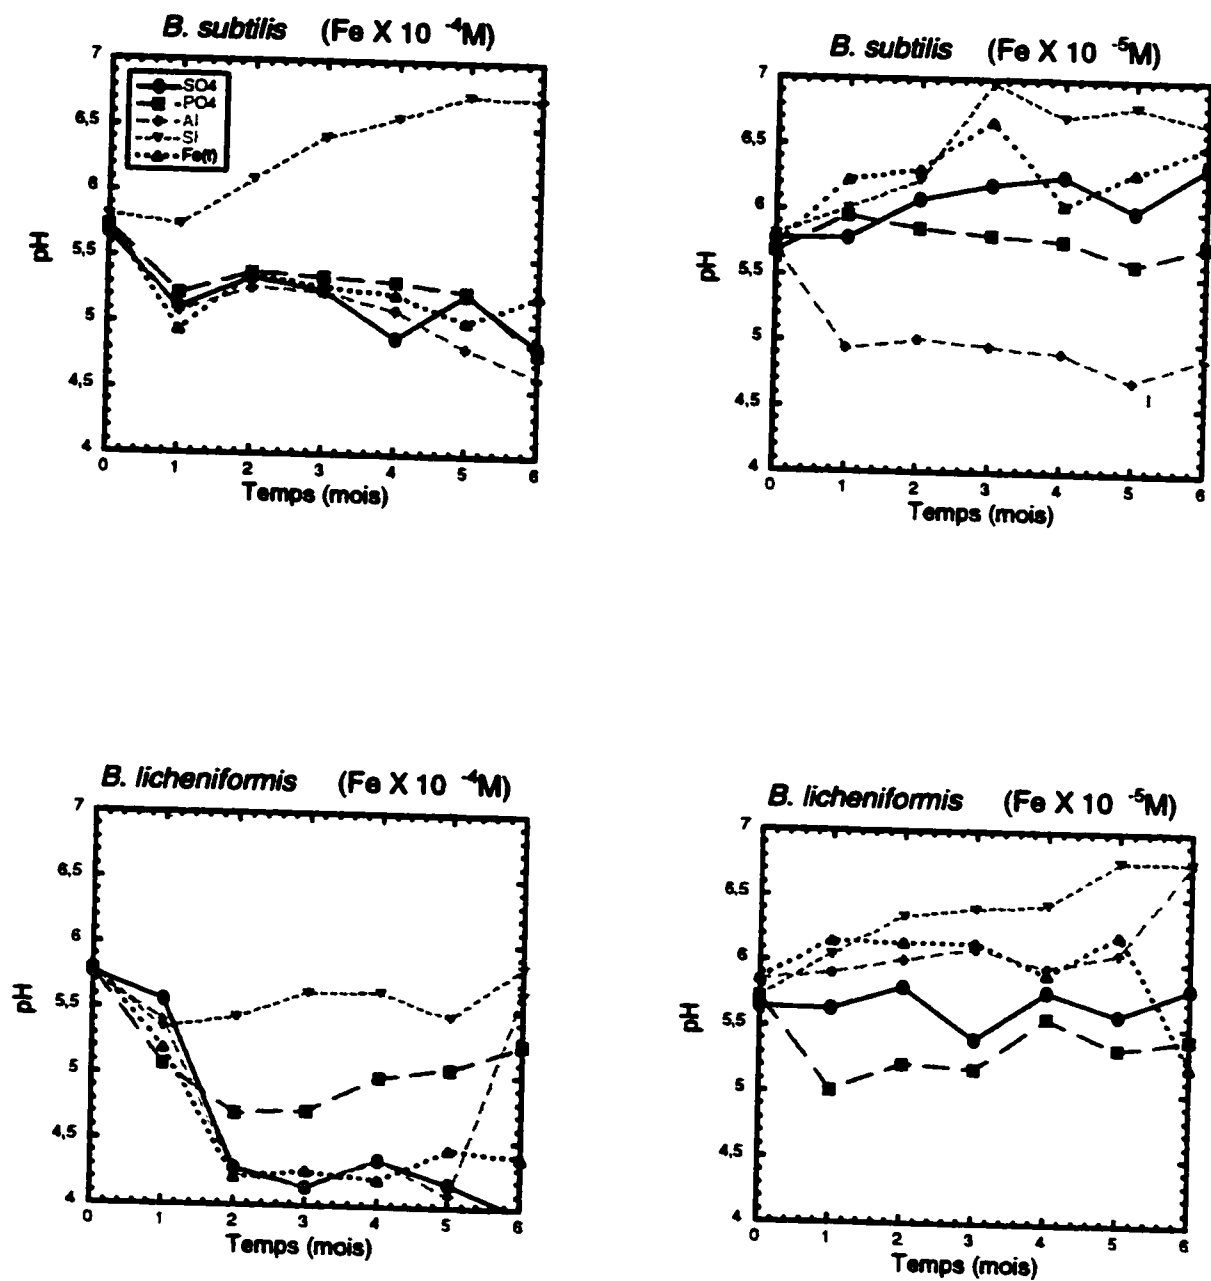 B. subtilis (Fe X 10 -4M)
7
6,5
6
5,5
5
4,5
4
pH
SO4
PO4
Al
Si
Fe(f)
0 1 2 3 4 5 6
Temps (mois)
B. subtilis (Fe X 10 -5M)
7
6,5
6
5,5
5
4,5
4
pH
0 1 2 3 4 5 6
Temps (mois)
B. licheniformis (Fe X 10 -4M)
7
6,5
6
5,5
5
4,5
4
pH
0 1 2 3 4 5 6
Temps (mois)
B. licheniformis (Fe X 10 -5M)
7
6,5
6
5,5
5
4,5
4
pH
0 1 2 3 4 5 6
Temps (mois)